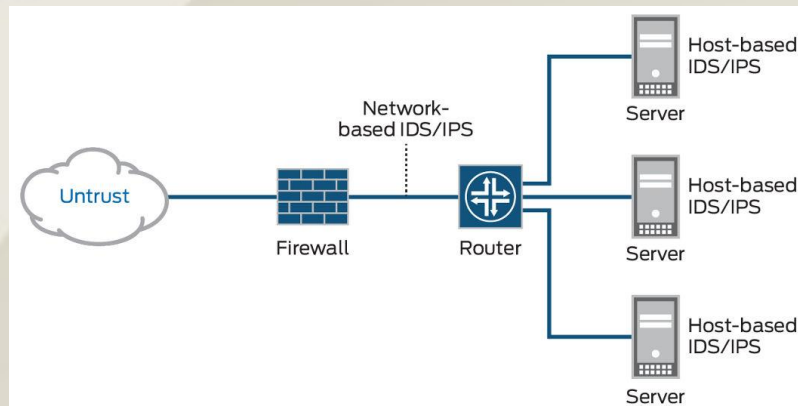 Untrust
Firewall
Network-
based IDS/IPS
Router
Host-based
IDS/IPS
Server
Host-based
IDS/IPS
Server
Host-based
IDS/IPS
Server